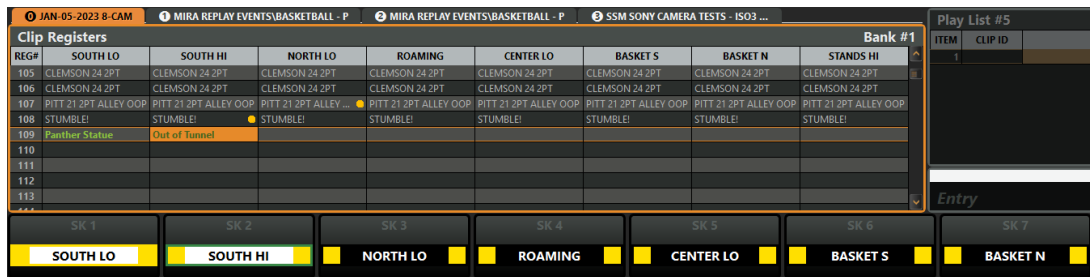 0 JAN-05-2023 8-CAM 1 MIRA REPLAY EVENTS\BASKETBALL - P 2 MIRA REPLAY EVENTS\BASKETBALL - P 3 SSM SONY CAMERA TESTS - ISO3 ...
Play List #5
Clip Registers Bank #1
ITEM CLIP ID
REG# SOUTH LO SOUTH HI NORTH LO ROAMING CENTER LO BASKET S BASKET N STANDS HI
1
105 CLEMSON 24 2PT CLEMSON 24 2PT CLEMSON 24 2PT CLEMSON 24 2PT CLEMSON 24 2PT CLEMSON 24 2PT CLEMSON 24 2PT CLEMSON 24 2PT
106 CLEMSON 24 2PT CLEMSON 24 2PT CLEMSON 24 2PT CLEMSON 24 2PT CLEMSON 24 2PT CLEMSON 24 2PT CLEMSON 24 2PT CLEMSON 24 2PT
107 PITT 21 2PT ALLEY OOP PITT 21 2PT ALLEY OOP PITT 21 2PT ALLEY ... PITT 21 2PT ALLEY OOP PITT 21 2PT ALLEY OOP PITT 21 2PT ALLEY OOP PITT 21 2PT ALLEY OOP PITT 21 2PT ALLEY OOP
108 STUMBLE! STUMBLE! STUMBLE! STUMBLE! STUMBLE! STUMBLE! STUMBLE! STUMBLE!
109 Panther Statue Out of Tunnel
110
111
112
113
Entry
SK 1 SK 2 SK 3 SK 4 SK 5 SK 6 SK 7
SOUTH LO SOUTH HI NORTH LO ROAMING CENTER LO BASKET S BASKET N